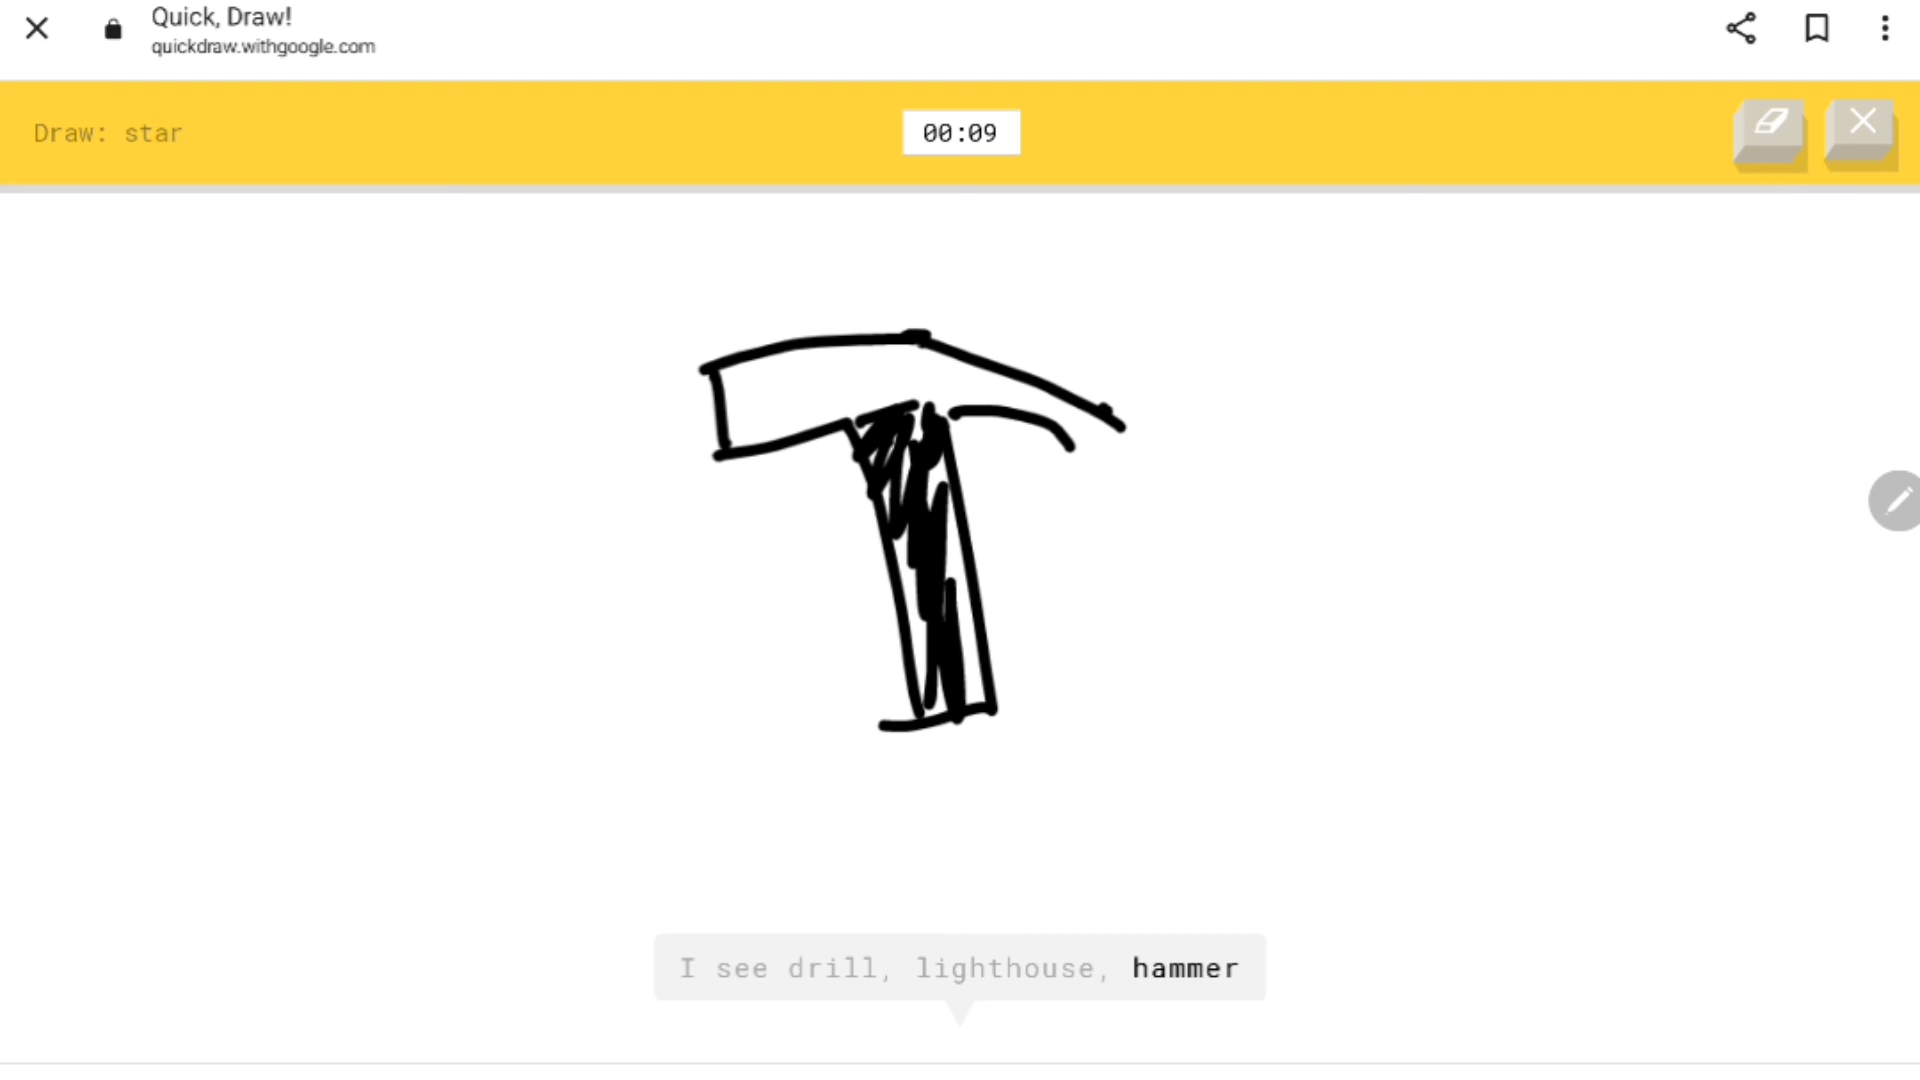 Quick, Draw!
quickdraw.withgoogle.com
Draw: star
00:09
I see drill, lighthouse, hammer